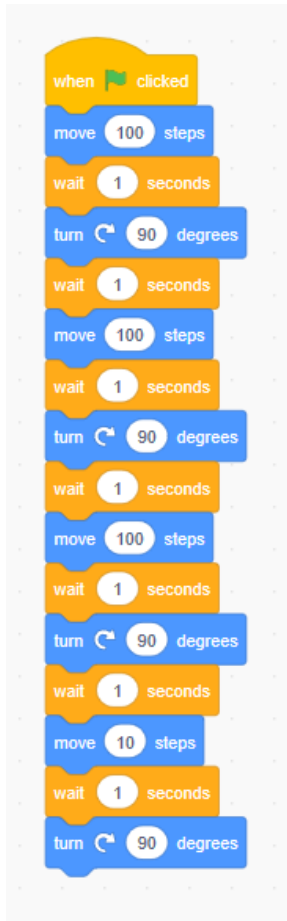 when clicked
move 100 steps
wait 1 seconds
turn 90 degrees
wait 1 seconds
move 100 steps
wait 1 seconds
turn 90 degrees
wait 1 seconds
move 100 steps
wait 1 seconds
turn 90 degrees
wait 1 seconds
move 10 steps
wait 1 seconds
turn 90 degrees